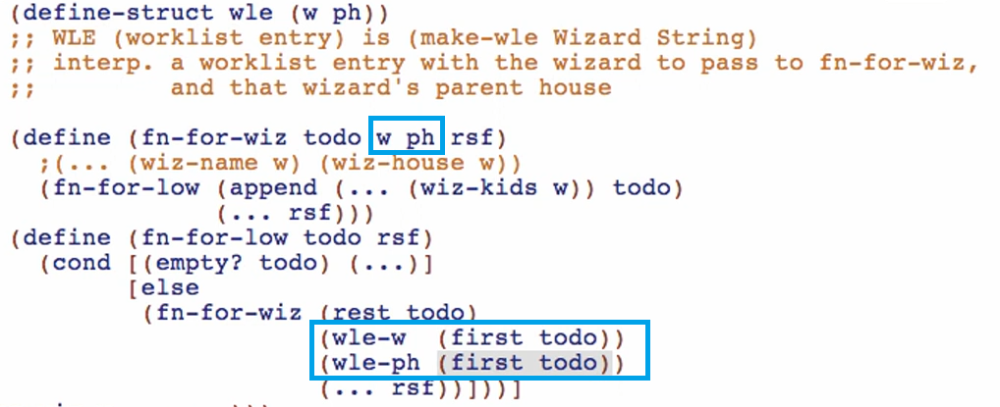 (define-struct wle (w ph))
;; WLE (worklist entry) is (make-wle Wizard String)
;; interp. a worklist entry with the wizard to pass to fn-for-wiz,
;;         and that wizard's parent house
(define (fn-for-wiz todo w ph rsf)
;(... (wiz-name w) (wiz-house w))
(fn-for-low (append (... (wiz-kids w)) todo)
(... rsf)))
(define (fn-for-low todo rsf)
(cond [(empty? todo) (...)]
[else
(fn-for-wiz (rest todo)
(wle-w  (first todo))
(wle-ph (first todo))
(... rsf))]))]